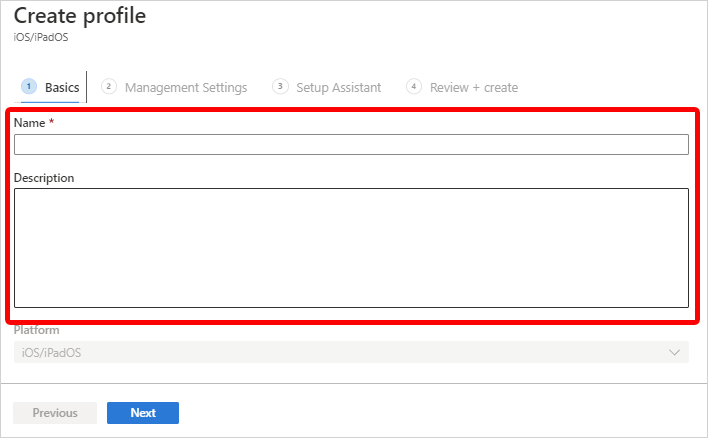 Create profile
iOS/iPadOS
1 Basics 2 Management Settings 3 Setup Assistant 4 Review + create
Name *
Description
Platform
iOS/iPadOS
Previous Next